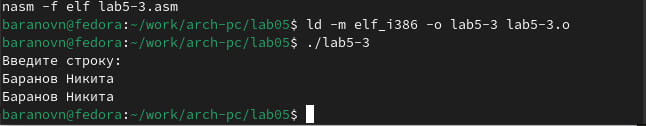 nasm -f elf lab5-3.asm
baranovn@fedora:~/work/arch-pc/lab05$ ld -m elf_i386 -o lab5-3 lab5-3.o
baranovn@fedora:~/work/arch-pc/lab05$ ./lab5-3
Введите строку:
Баранов Никита
Баранов Никита
baranovn@fedora:~/work/arch-pc/lab05$